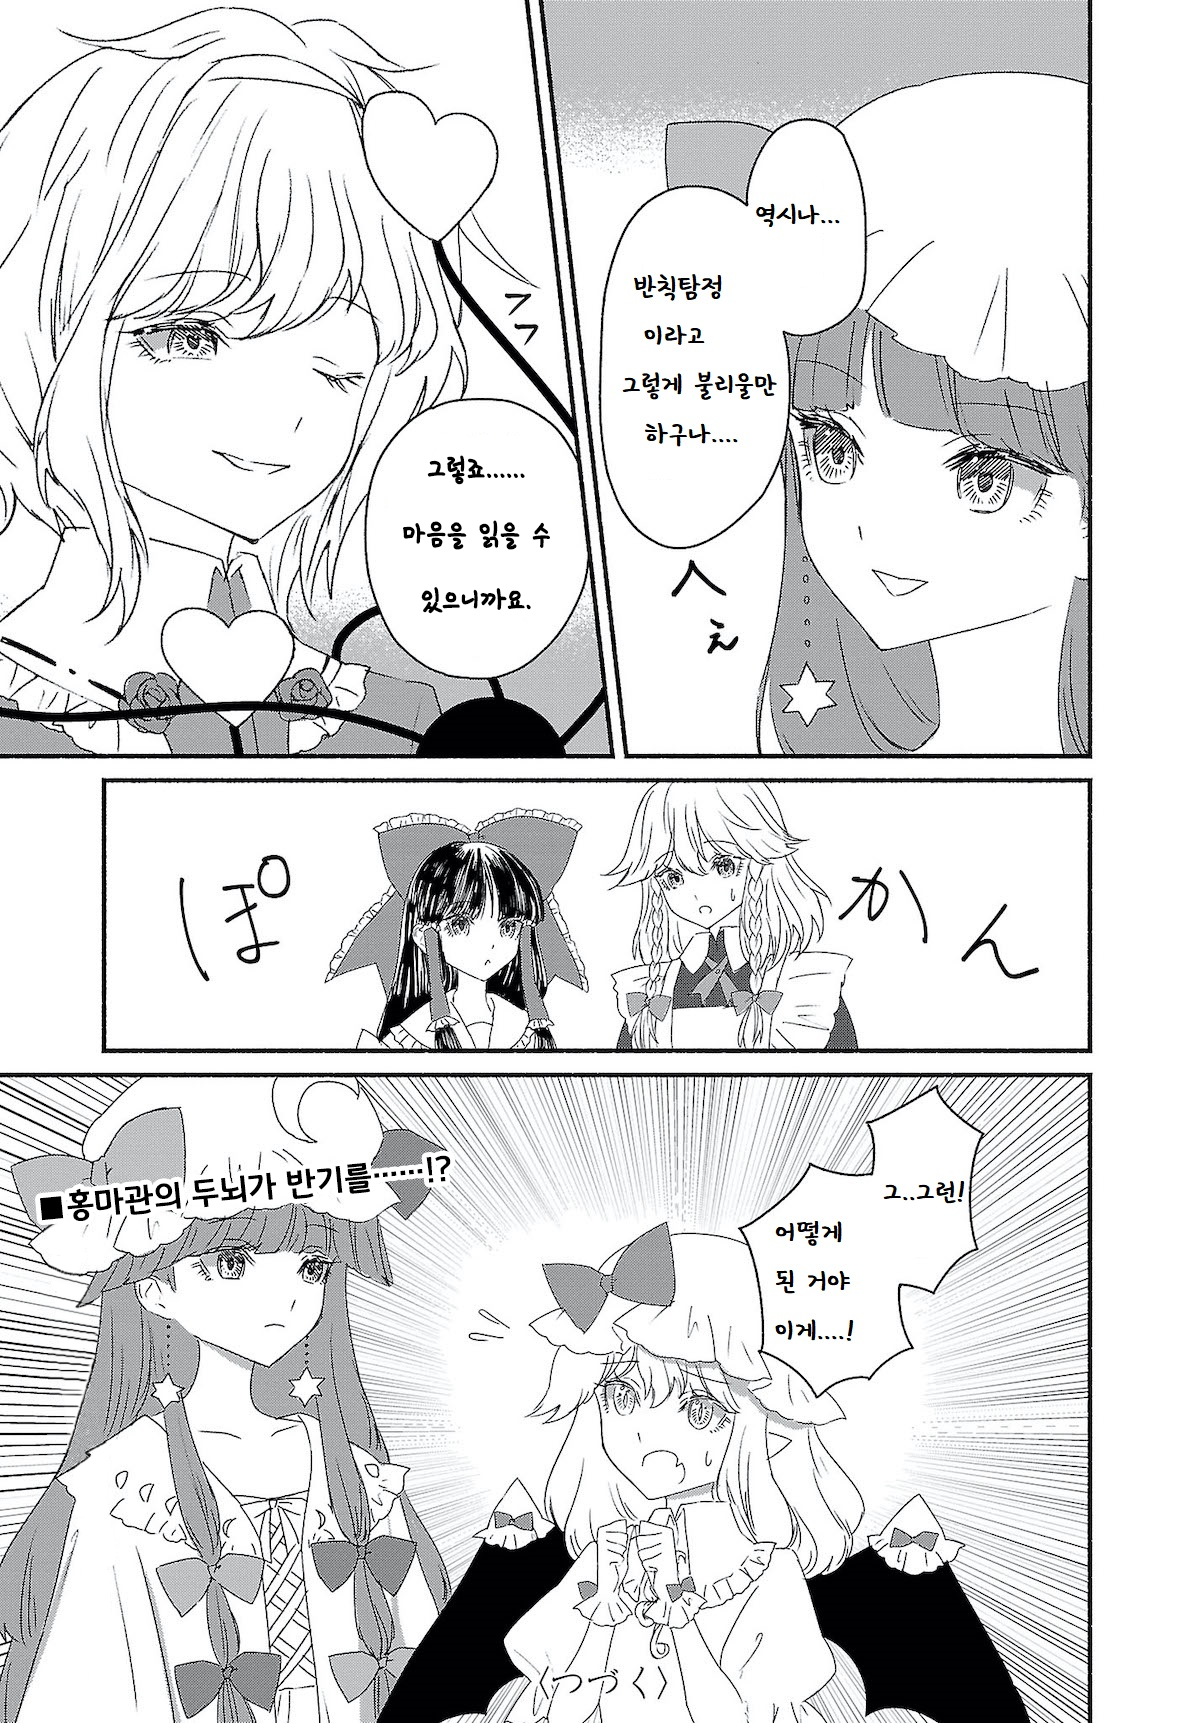 역시나...
반칙탐정
이라고
그렇게 불리울만
하구나....
へぇ
フフ
그렇죠......
마음을 읽을 수
있으니까요.
ぽ
かん
그..그런!
어떻게
된 거야
이게....!
■홍마관의 두뇌가 반기를……!?
〈つづく〉